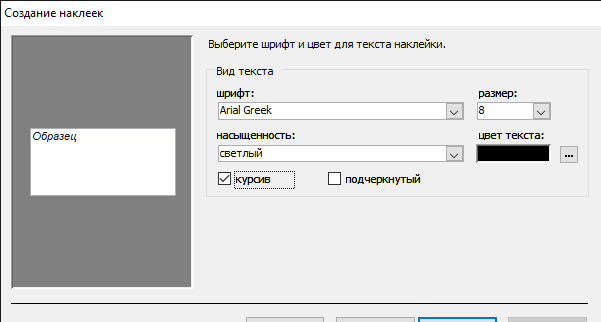 Создание наклеек
Выберите шрифт и цвет для текста наклейки.
Вид текста
шрифт: размер:
Arial Greek 8
Образец
насыщенность: цвет текста:
светлый ...
курсив подчеркнутый